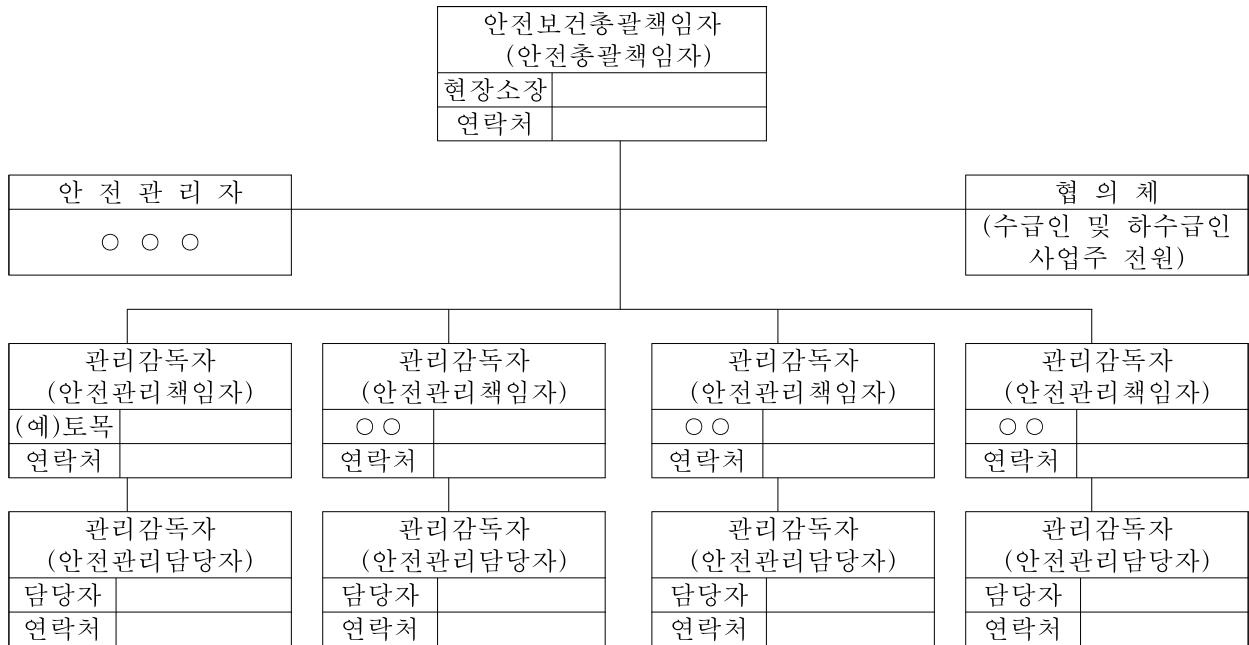 안전보건총괄책임자
(안전총괄책임자)
현장소장
연락처
안 전 관 리 자
○ ○ ○
협 의 체
(수급인 및 하수급인
사업주 전원)
관리감독자
(안전관리책임자)
(예)토목
연락처
관리감독자
(안전관리책임자)
○○
연락처
관리감독자
(안전관리책임자)
○○
연락처
관리감독자
(안전관리책임자)
○○
연락처
관리감독자
(안전관리담당자)
담당자
연락처
관리감독자
(안전관리담당자)
담당자
연락처
관리감독자
(안전관리담당자)
담당자
연락처
관리감독자
(안전관리담당자)
담당자
연락처